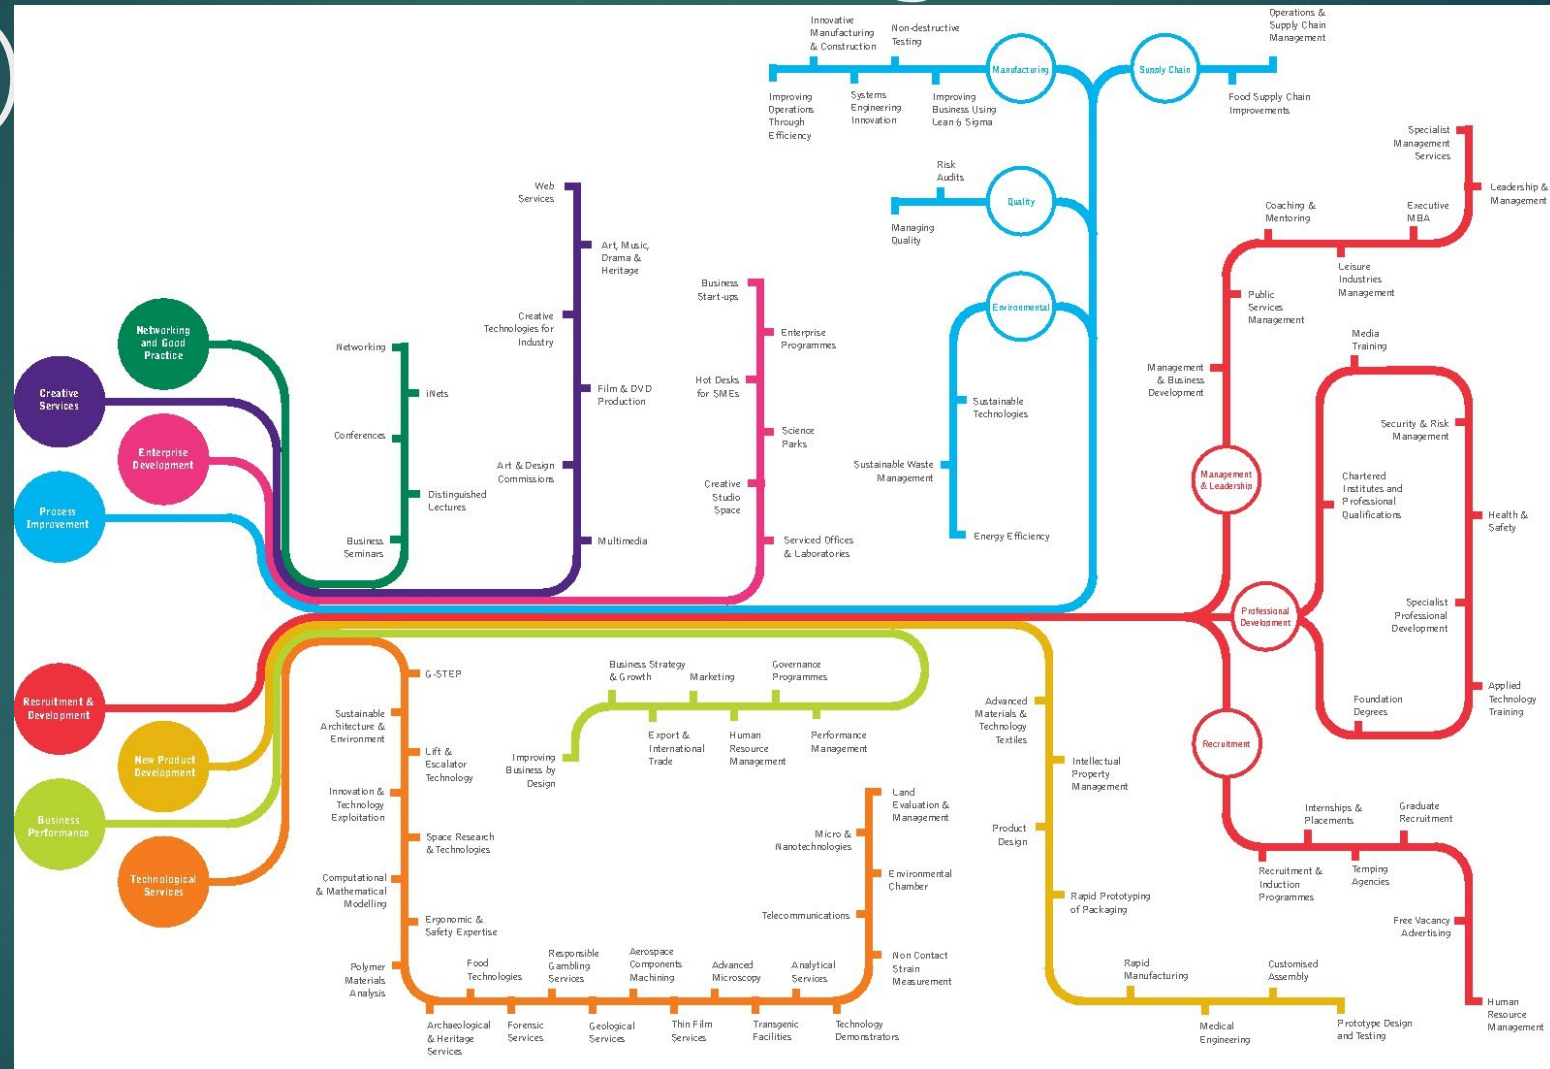 Networking
and Good
Practice
Creative
Services
Enterprise
Development
Process
Improvement
Recruitment &
Development
New Product
Development
Business
Performance
Technological
Services
Networking
iNets
Conferences
Distinguished
Lectures
Business
Seminars
Web
Services
Art, Music,
Drama &
Heritage
Creative
Technologies for
Industry
Film & DVD
Production
Art & Design
Commissions
Multimedia
Business
Start-ups
Enterprise
Programmes
Hot Desks
for SMEs
Science
Parks
Creative
Studio
Space
Serviced Offices
& Laboratories
Innovative
Manufacturing
& Construction
Non-destructive
Testing
Manufacturing
Improving
Operations
Through
Efficiency
Systems
Engineering
Innovation
Improving
Business Using
Lean 6 Sigma
Supply Chain
Operations &
Supply Chain
Management
Food Supply Chain
Improvements
Risk
Audits
Quality
Managing
Quality
Environmental
Sustainable
Technologies
Sustainable Waste
Management
Energy Efficiency
Specialist
Management
Services
Leadership &
Management
Coaching &
Mentoring
Executive
MBA
Leisure
Industries
Management
Public
Services
Management
Management
& Business
Development
Management
& Leadership
Media
Training
Security & Risk
Management
Chartered
Institutes and
Professional
Qualifications
Health &
Safety
Professional
Development
Specialist
Professional
Development
Foundation
Degrees
Applied
Technology
Training
Recruitment
Internships &
Placements
Graduate
Recruitment
Recruitment &
Induction
Programmes
Temping
Agencies
Free Vacancy
Advertising
Human
Resource
Management
Business Strategy
& Growth
Marketing
Governance
Programmes
Improving
Business by
Design
Export &
International
Trade
Human
Resource
Management
Performance
Management
Advanced
Materials &
Technology
Textiles
Intellectual
Property
Management
Product
Design
Rapid Prototyping
of Packaging
Rapid
Manufacturing
Customised
Assembly
Medical
Engineering
Prototype Design
and Testing
G-STEP
Sustainable
Architecture &
Environment
Lift &
Escalator
Technology
Innovation &
Technology
Exploitation
Space Research
& Technologies
Computational
& Mathematical
Modelling
Ergonomic &
Safety Expertise
Polymer
Materials
Analysis
Food
Technologies
Responsible
Gambling
Services
Aerospace
Components
Machining
Advanced
Microscopy
Analytical
Services
Archaeological
& Heritage
Services
Forensic
Services
Geological
Services
Thin Film
Services
Transgenic
Facilities
Technology
Demonstrators
Land
Evaluation &
Management
Micro &
Nanotechnologies
Environmental
Chamber
Telecommunications
Non Contact
Strain
Measurement